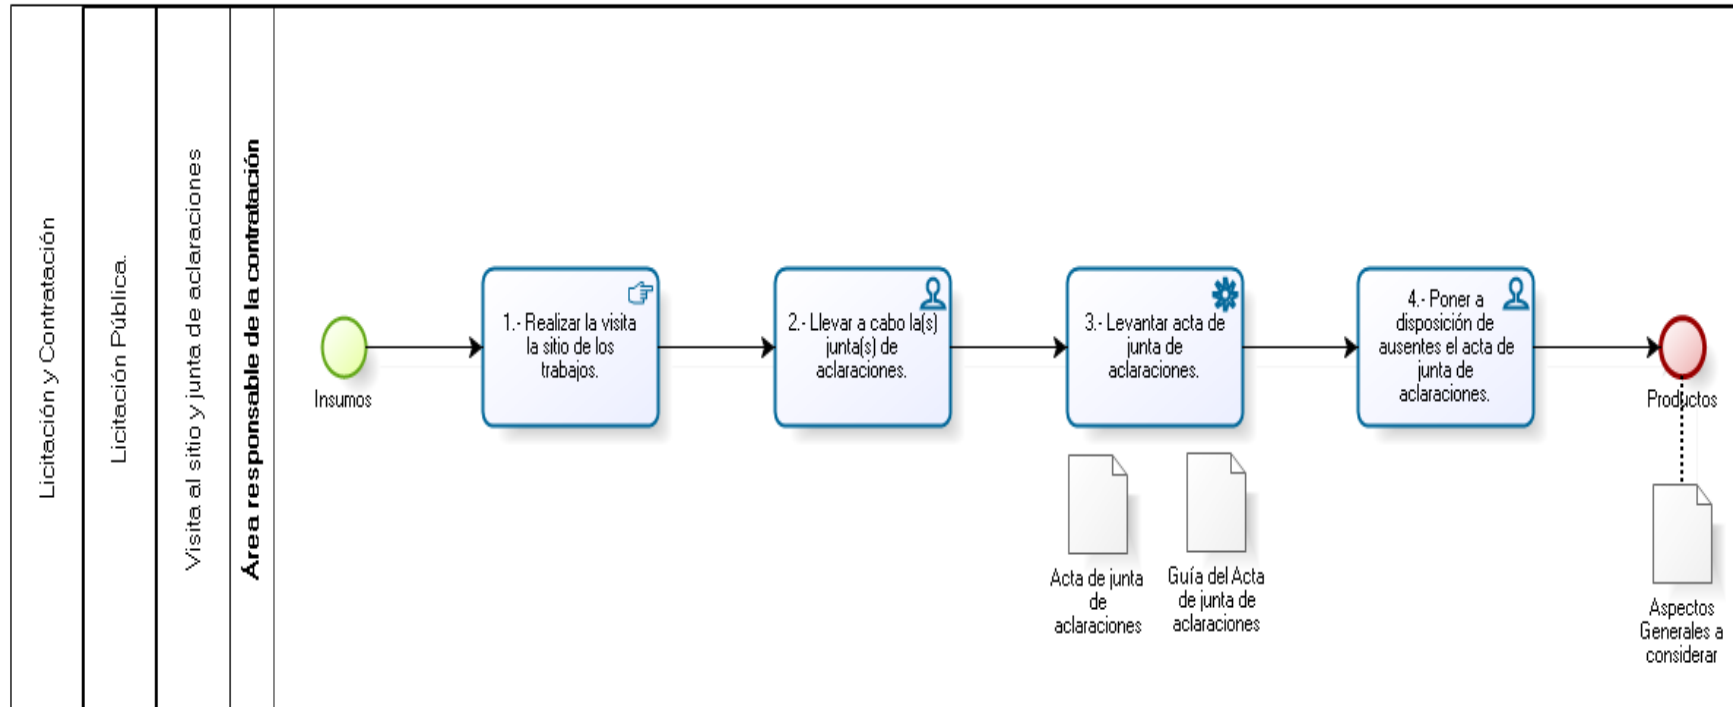 Licitación y Contratación
Licitación Pública.
Visita al sitio y junta de aclaraciones
Área responsable de la contratación
Insumos
1.- Realizar la visita
la sitio de los
trabajos.
2.- Llevar a cabo la(s)
junta(s) de
aclaraciones.
3.- Levantar acta de
junta de
aclaraciones.
4.- Poner a
disposición de
ausentes el acta de
junta de
aclaraciones.
Productos
Acta de junta
de
aclaraciones
Guía del Acta
de junta de
aclaraciones
Aspectos
Generales a
considerar